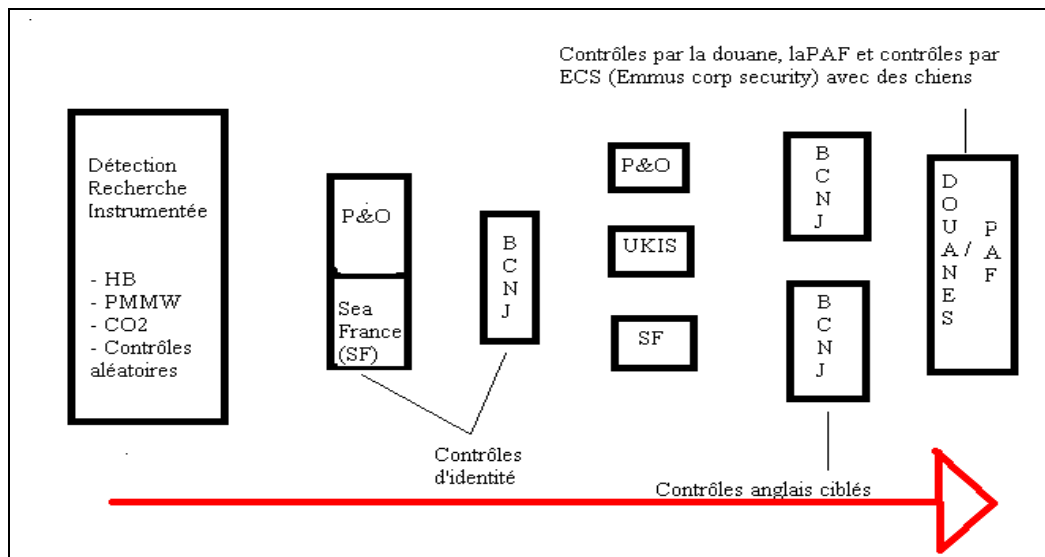 Contrôles par la douane, laPAF et contrôles par
ECS (Emmus corp security) avec des chiens
Détection
Recherche
Instrumentée
- HB
- PMMW
- CO2
- Contrôles
aléatoires
P&O
Sea
France
(SF)
B
C
N
J
Contrôles
d'identité
P&O
UKIS
SF
B
C
N
J
B
C
N
J
Contrôles anglais ciblés
D
O
U
A
N
E
S
/
P
A
F